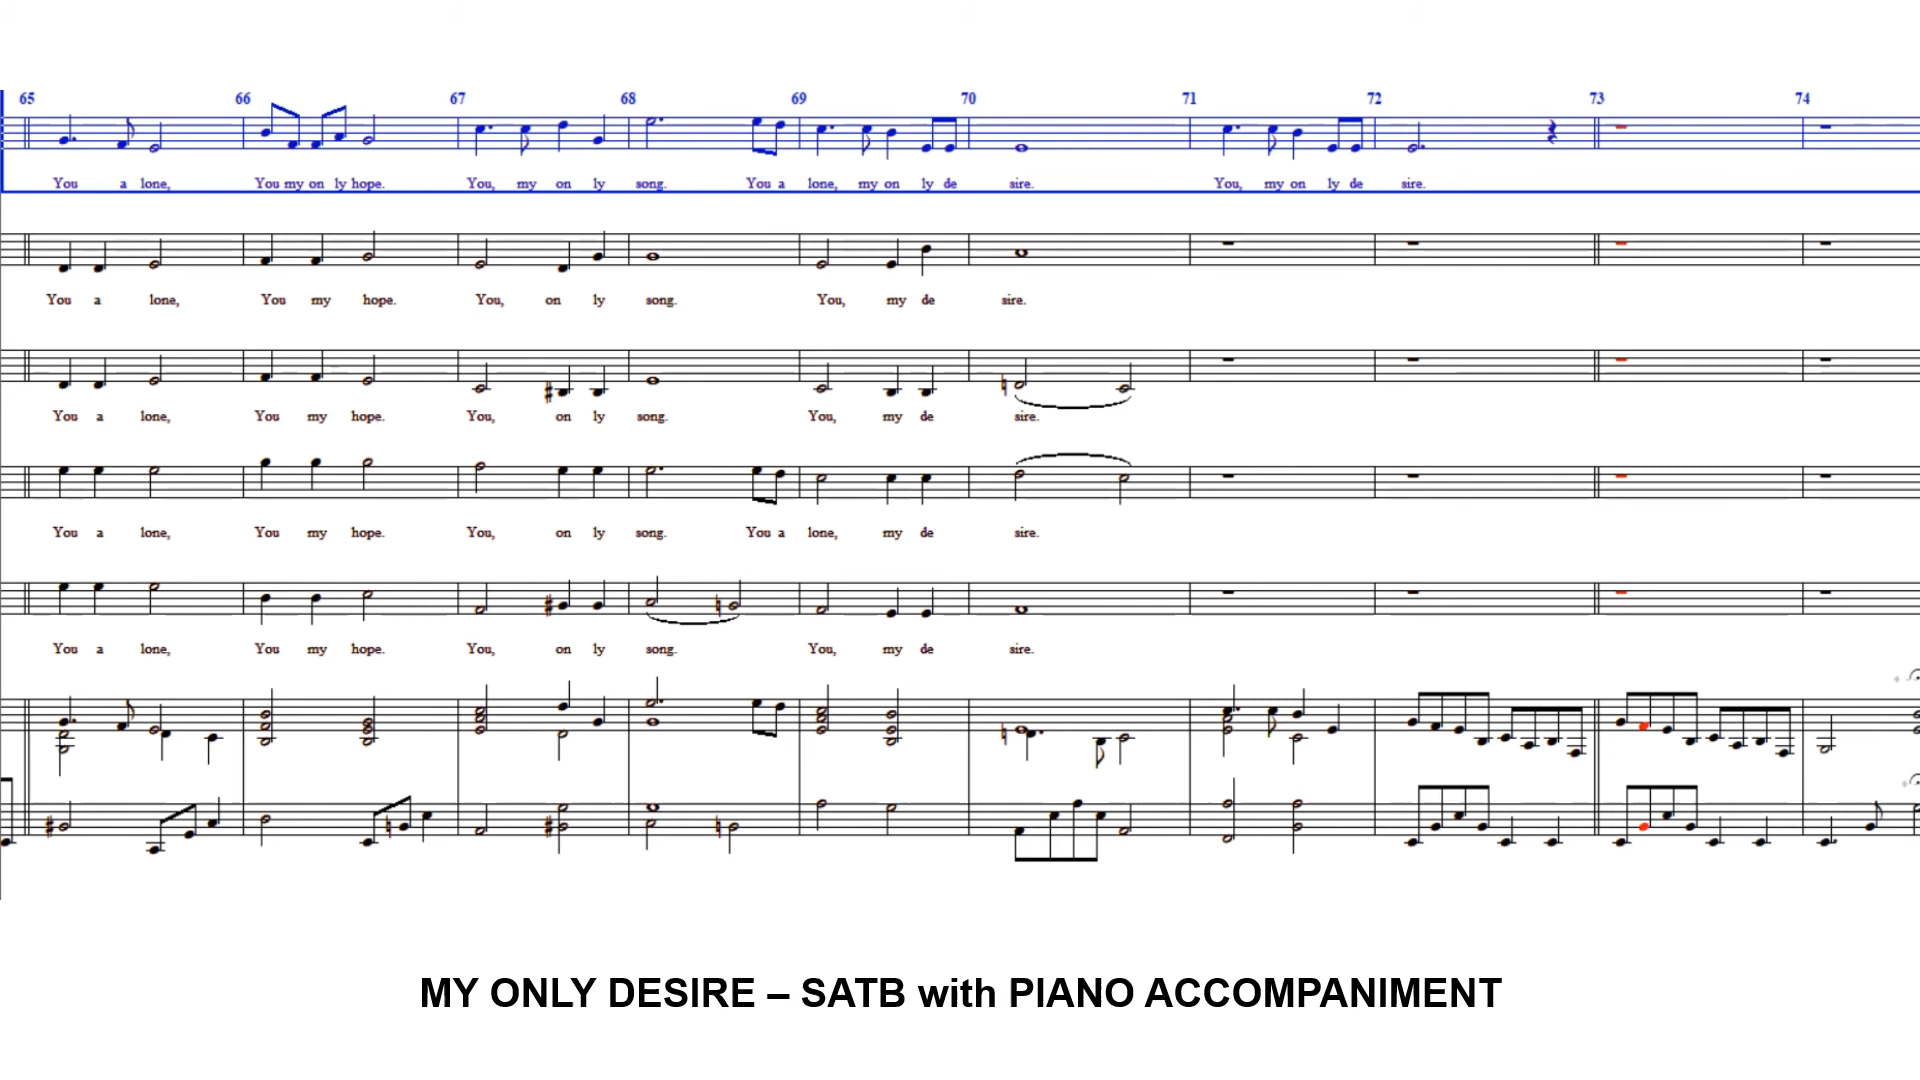 65 66 67 68 69 70 71 72 73 74
You a lone, You my on ly hope. You, my on ly song. You a lone, my on ly de sire. You, my on ly de sire.
You a lone, You my hope. You, on ly song. You, my de sire.
You a lone, You my hope. You, on ly song. You, my de sire.
You a lone, You my hope. You, on ly song. You a lone, my de sire.
You a lone, You my hope. You, on ly song. You, my de sire.
MY ONLY DESIRE – SATB with PIANO ACCOMPANIMENT